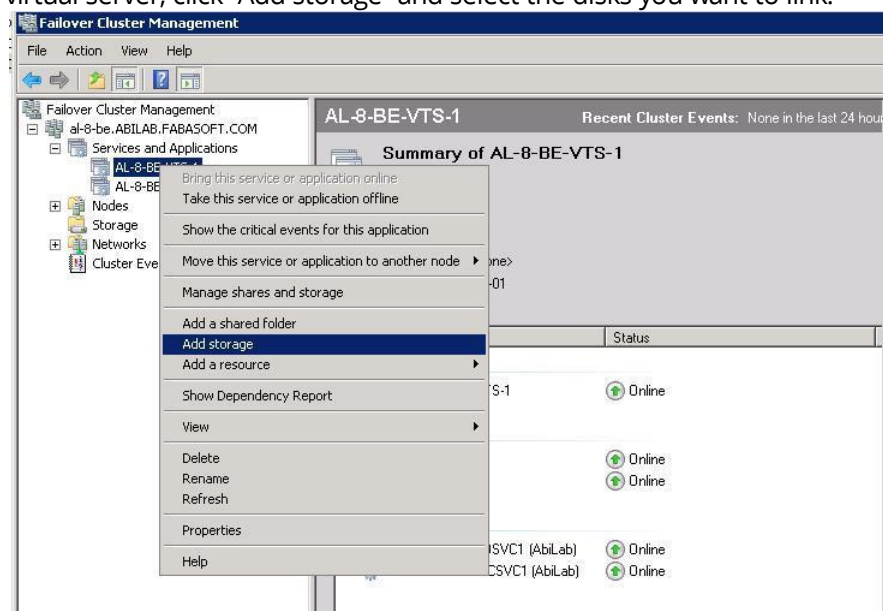 virtual server, click "Add storage" and select the disks you want to link.
Failover Cluster Management
File Action View Help
Failover Cluster Management
al-8-be.ABILAB.FABASOFT.COM
Services and Applications
AL-8-BE-VTS-1
AL-8-BE
Nodes
Storage
Networks
Cluster Eve
AL-8-BE-VTS-1 Recent Cluster Events: None in the last 24 hour
Summary of AL-8-BE-VTS-1
one>
-01
Bring this service or application online
Take this service or application offline
Show the critical events for this application
Move this service or application to another node
Manage shares and storage
Add a shared folder
Add storage
Add a resource
Show Dependency Report
View
Delete
Rename
Refresh
Properties
Help
Status
TS-1 Online
Online
Online
SVC1 (AbiLab) Online
CSVC1 (AbiLab) Online